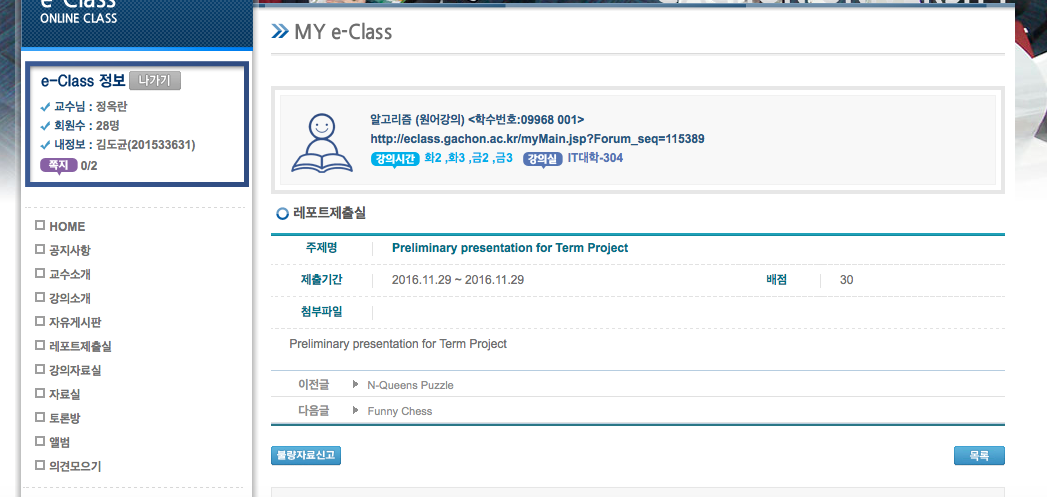 e-Class
ONLINE CLASS
MY e-Class
e-Class 정보 나가기
교수님 : 정옥란
회원수 : 28명
내정보 : 김도균(201533631)
쪽지 0/2
HOME
공지사항
교수소개
강의소개
자유게시판
레포트제출실
강의자료실
자료실
토론방
앨범
의견모으기
알고리즘 (원어강의) <학수번호:09968 001>
http://eclass.gachon.ac.kr/myMain.jsp?Forum_seq=115389
강의시간 화2 ,화3 ,금2 ,금3 강의실 IT대학-304
레포트제출실
주제명 Preliminary presentation for Term Project
제출기간 2016.11.29 ~ 2016.11.29 배점 30
첨부파일
Preliminary presentation for Term Project
이전글 N-Queens Puzzle
다음글 Funny Chess
불량자료신고 목록